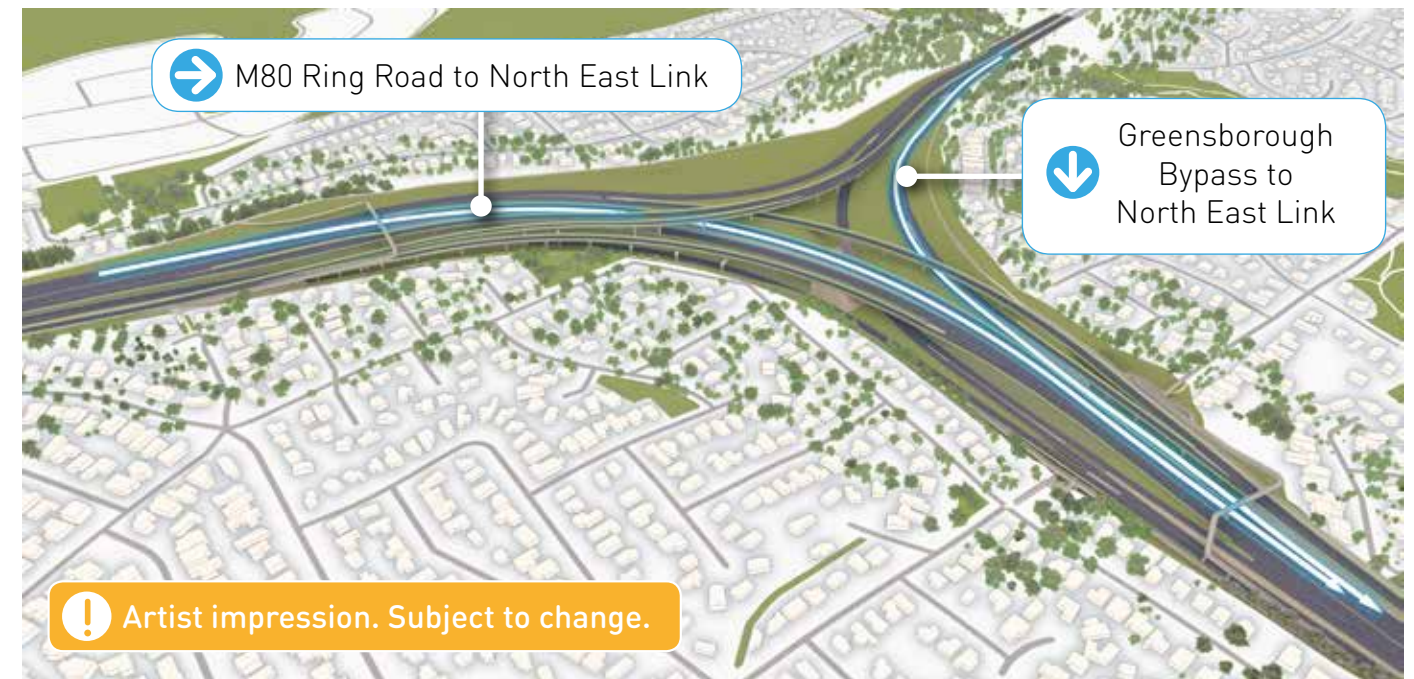 M80 Ring Road to North East Link
Greensborough
Bypass to
North East Link
Artist impression. Subject to change.